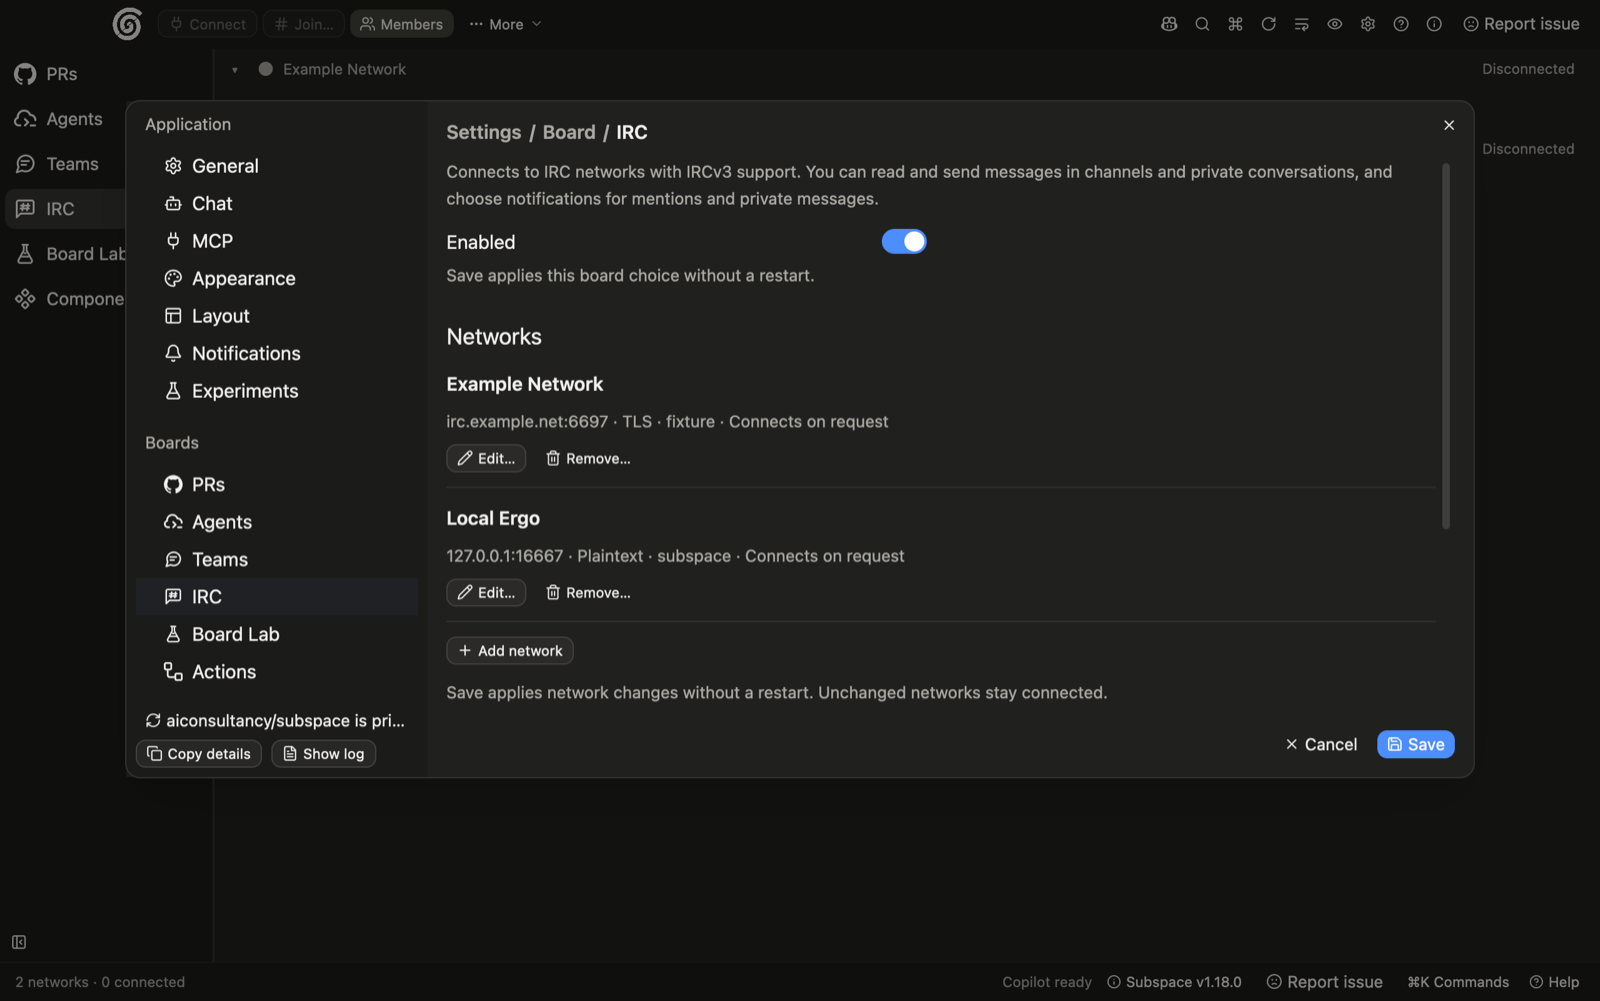 Connect
Join...
Members
More
Report issue
PRs
Agents
Teams
IRC
Board Lab
Compone
Example Network
Disconnected
Disconnected
Application
General
Chat
MCP
Appearance
Layout
Notifications
Experiments
Boards
PRs
Agents
Teams
IRC
Board Lab
Actions
aiconsultancy/subspace is pri...
Copy details
Show log
Settings / Board / IRC
Connects to IRC networks with IRCv3 support. You can read and send messages in channels and private conversations, and
choose notifications for mentions and private messages.
Enabled
Save applies this board choice without a restart.
Networks
Example Network
irc.example.net:6697 · TLS · fixture · Connects on request
Edit...
Remove...
Local Ergo
127.0.0.1:16667 · Plaintext · subspace · Connects on request
Edit...
Remove...
Add network
Save applies network changes without a restart. Unchanged networks stay connected.
Cancel
Save
2 networks · 0 connected
Copilot ready
Subspace v1.18.0
Report issue
⌘K Commands
Help